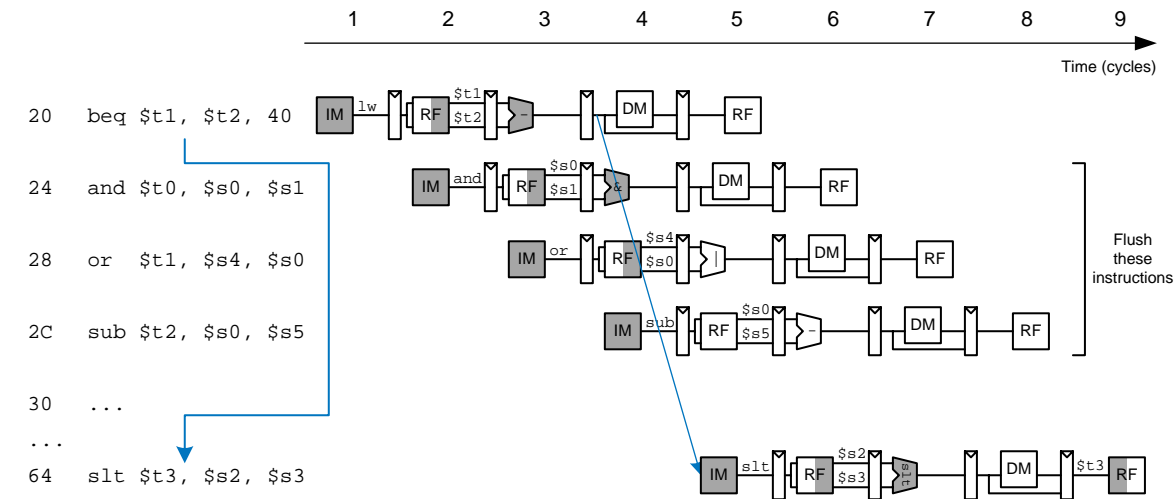 1 2 3 4 5 6 7 8 9
Time (cycles)
20 beq $t1, $t2, 40 IM lw RF $t1 $t2 - DM RF
24 and $t0, $s0, $s1 IM and RF $s0 $s1 & DM RF
28 or $t1, $s4, $s0 IM or RF $s4 $s0 | DM RF
2C sub $t2, $s0, $s5 IM sub RF $s0 $s5 - DM RF
Flush
these
instructions
30 ...
...
64 slt $t3, $s2, $s3 IM slt RF $s2 $s3 slt DM $t3 RF